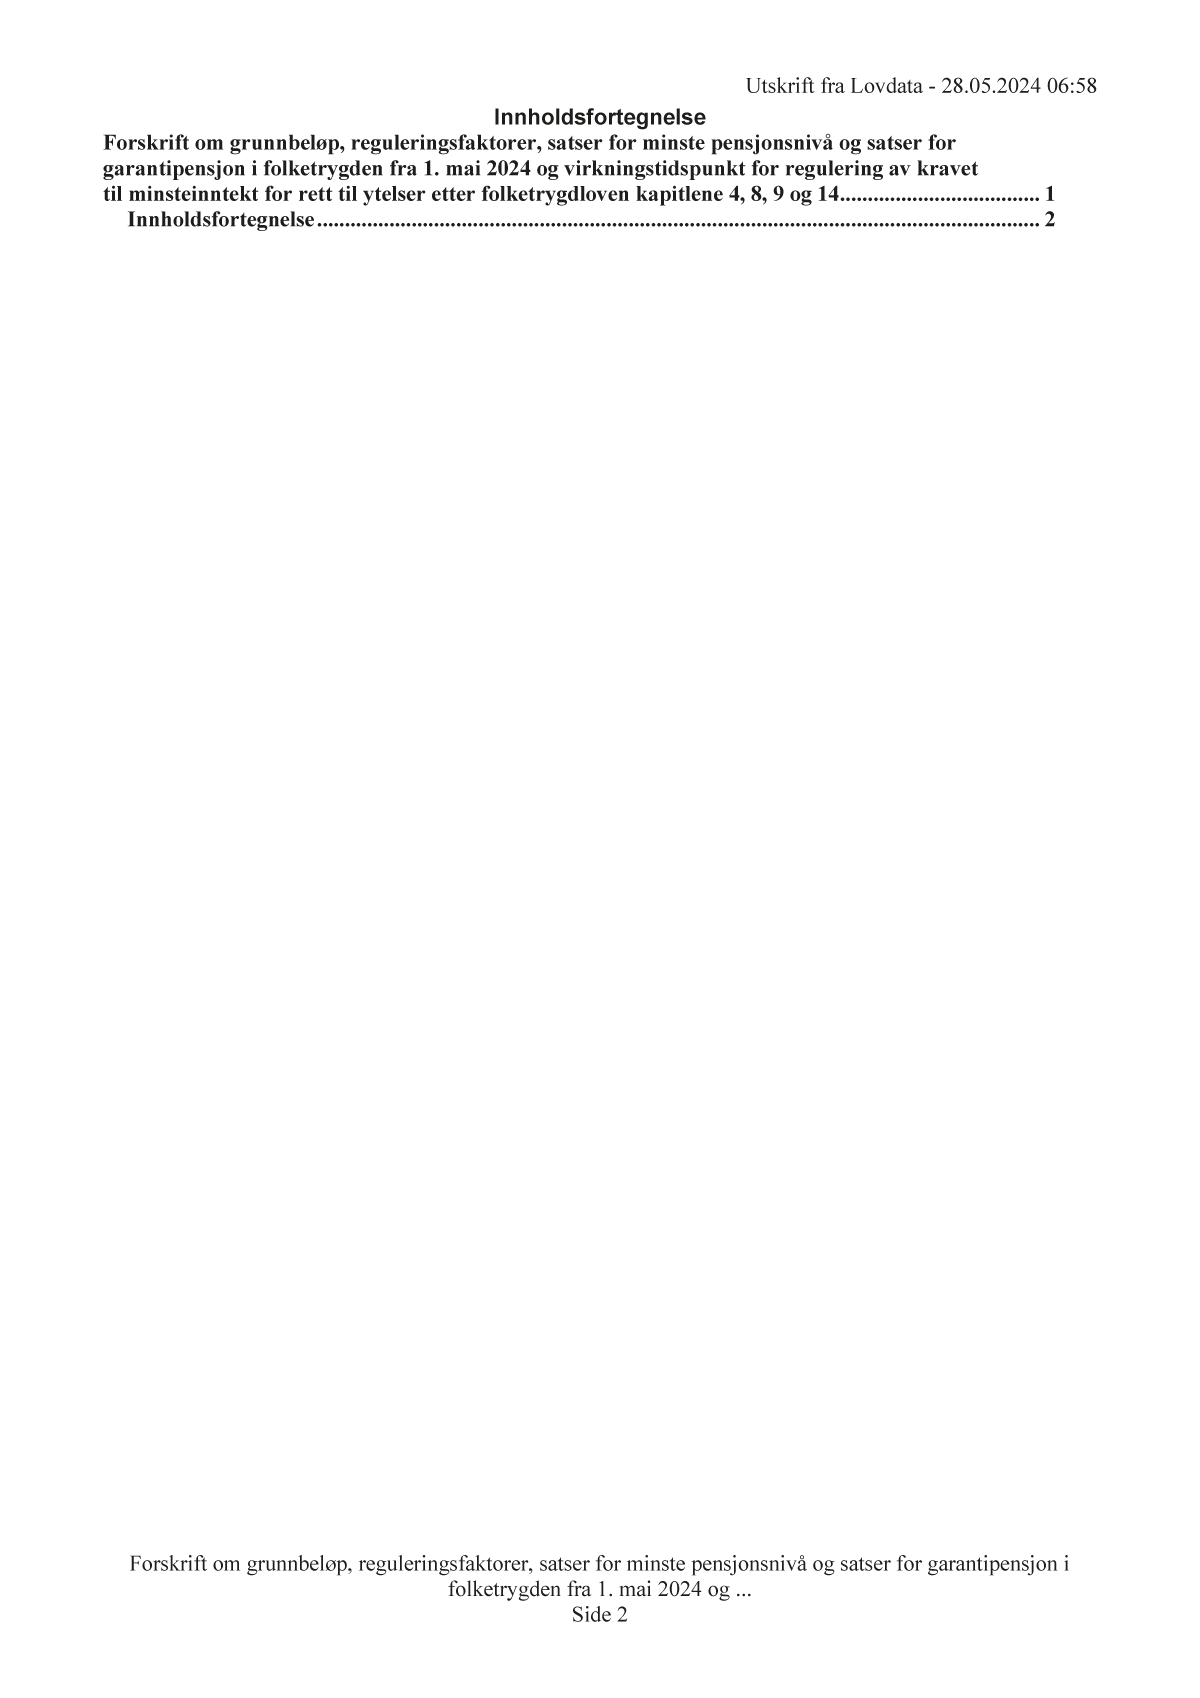 Utskrift fra Lovdata - 28.05.2024 06:58
Innholdsfortegnelse
Forskrift om grunnbeløp, reguleringsfaktorer, satser for minste pensjonsnivå og satser for
garantipensjon i folketrygden fra 1. mai 2024 og virkningstidspunkt for regulering av kravet
til minsteinntekt for rett til ytelser etter folketrygdloven kapitlene 4, 8, 9 og 14.................................... 1
Innholdsfortegnelse.................................................................................................................................. 2
Forskrift om grunnbeløp, reguleringsfaktorer, satser for minste pensjonsnivå og satser for garantipensjon i
folketrygden fra 1. mai 2024 og ...
Side 2